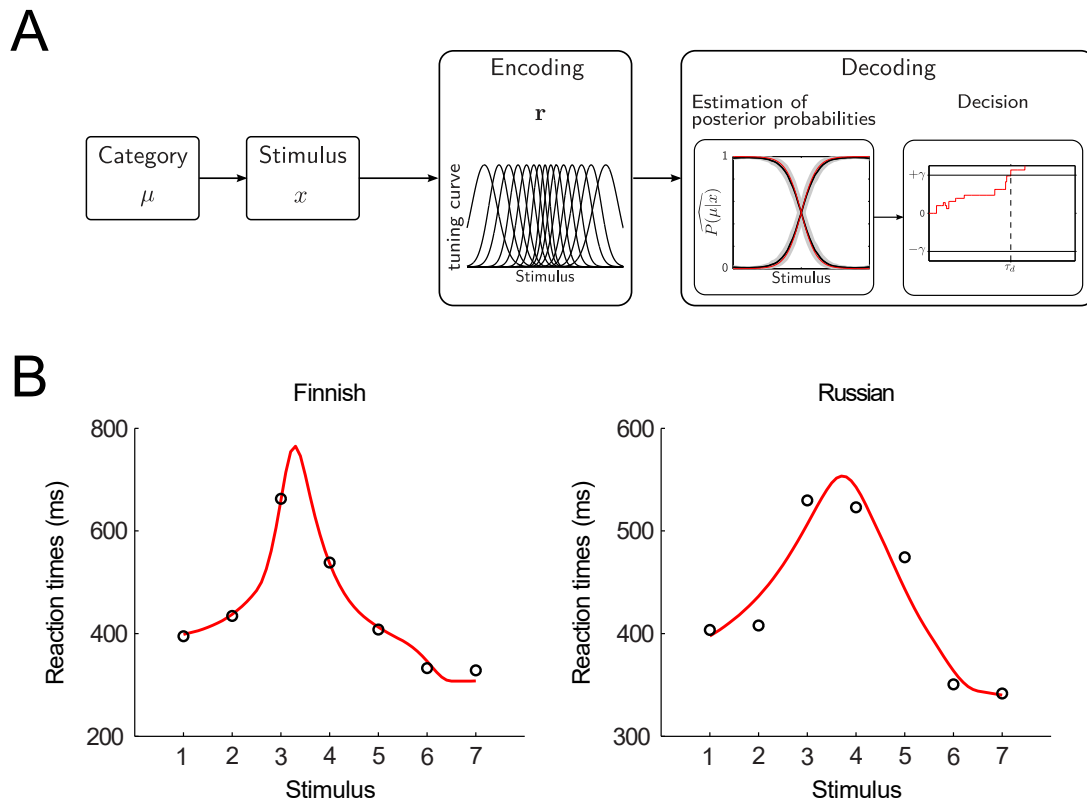 A
Category
μ
Stimulus
x
Encoding
r
tuning curve
Stimulus
Decoding
Estimation of
posterior probabilities
1
P(μ|x)
0
Stimulus
Decision
+γ
0
−γ
τd
B
Finnish
Reaction times (ms)
800
600
400
200
1 2 3 4 5 6 7
Stimulus
Russian
Reaction times (ms)
600
500
400
300
1 2 3 4 5 6 7
Stimulus